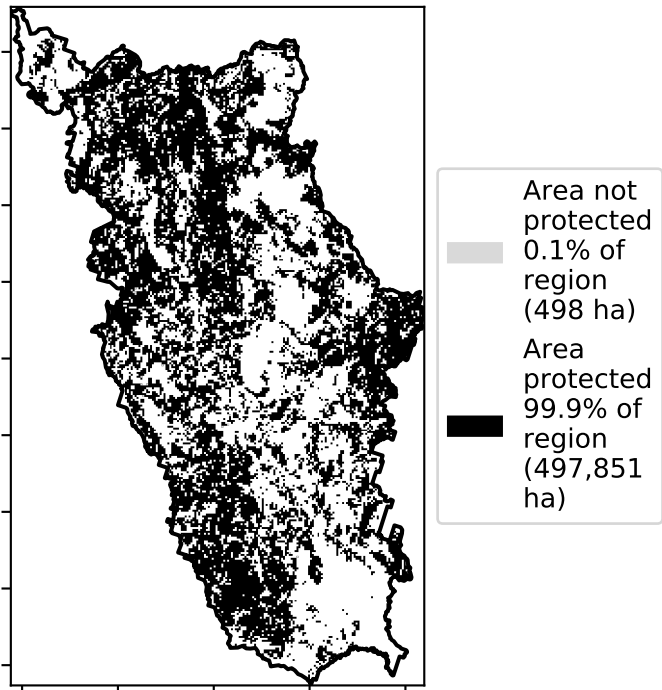 Area not
protected
0.1% of
region
(498 ha)
Area
protected
99.9% of
region
(497,851
ha)